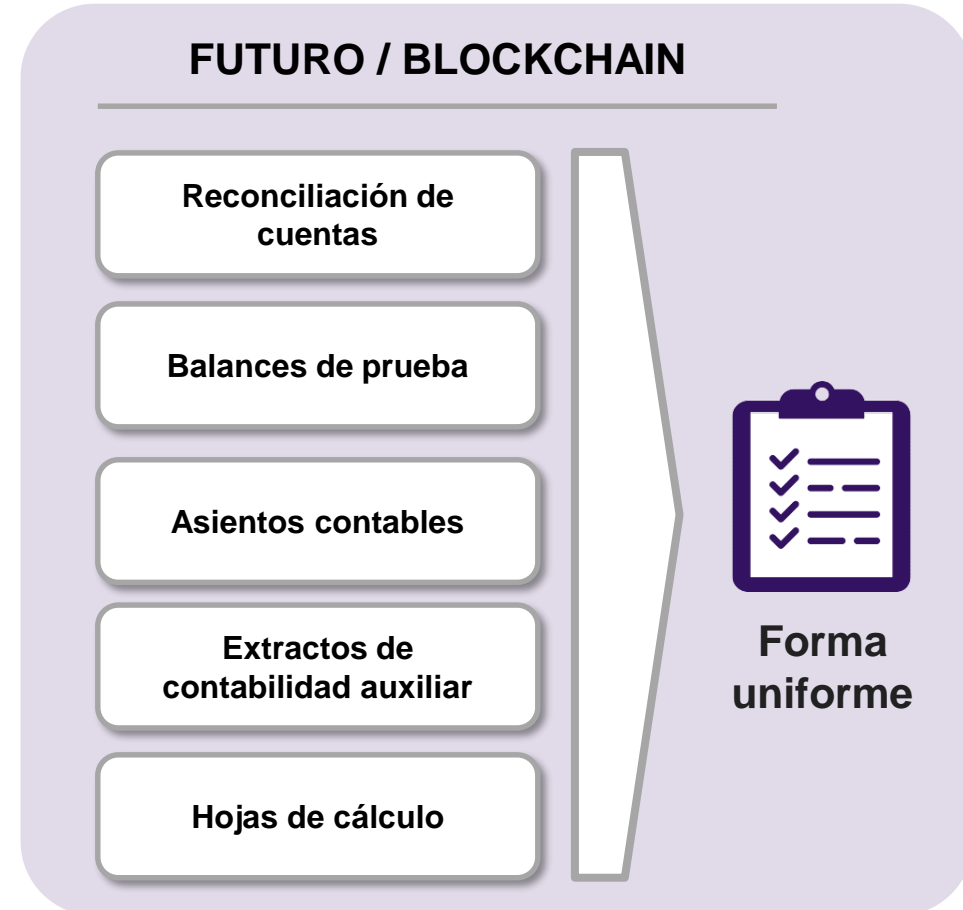 FUTURO / BLOCKCHAIN
Reconciliación de
cuentas
Balances de prueba
Asientos contables
Extractos de
contabilidad auxiliar
Hojas de cálculo
Forma
uniforme